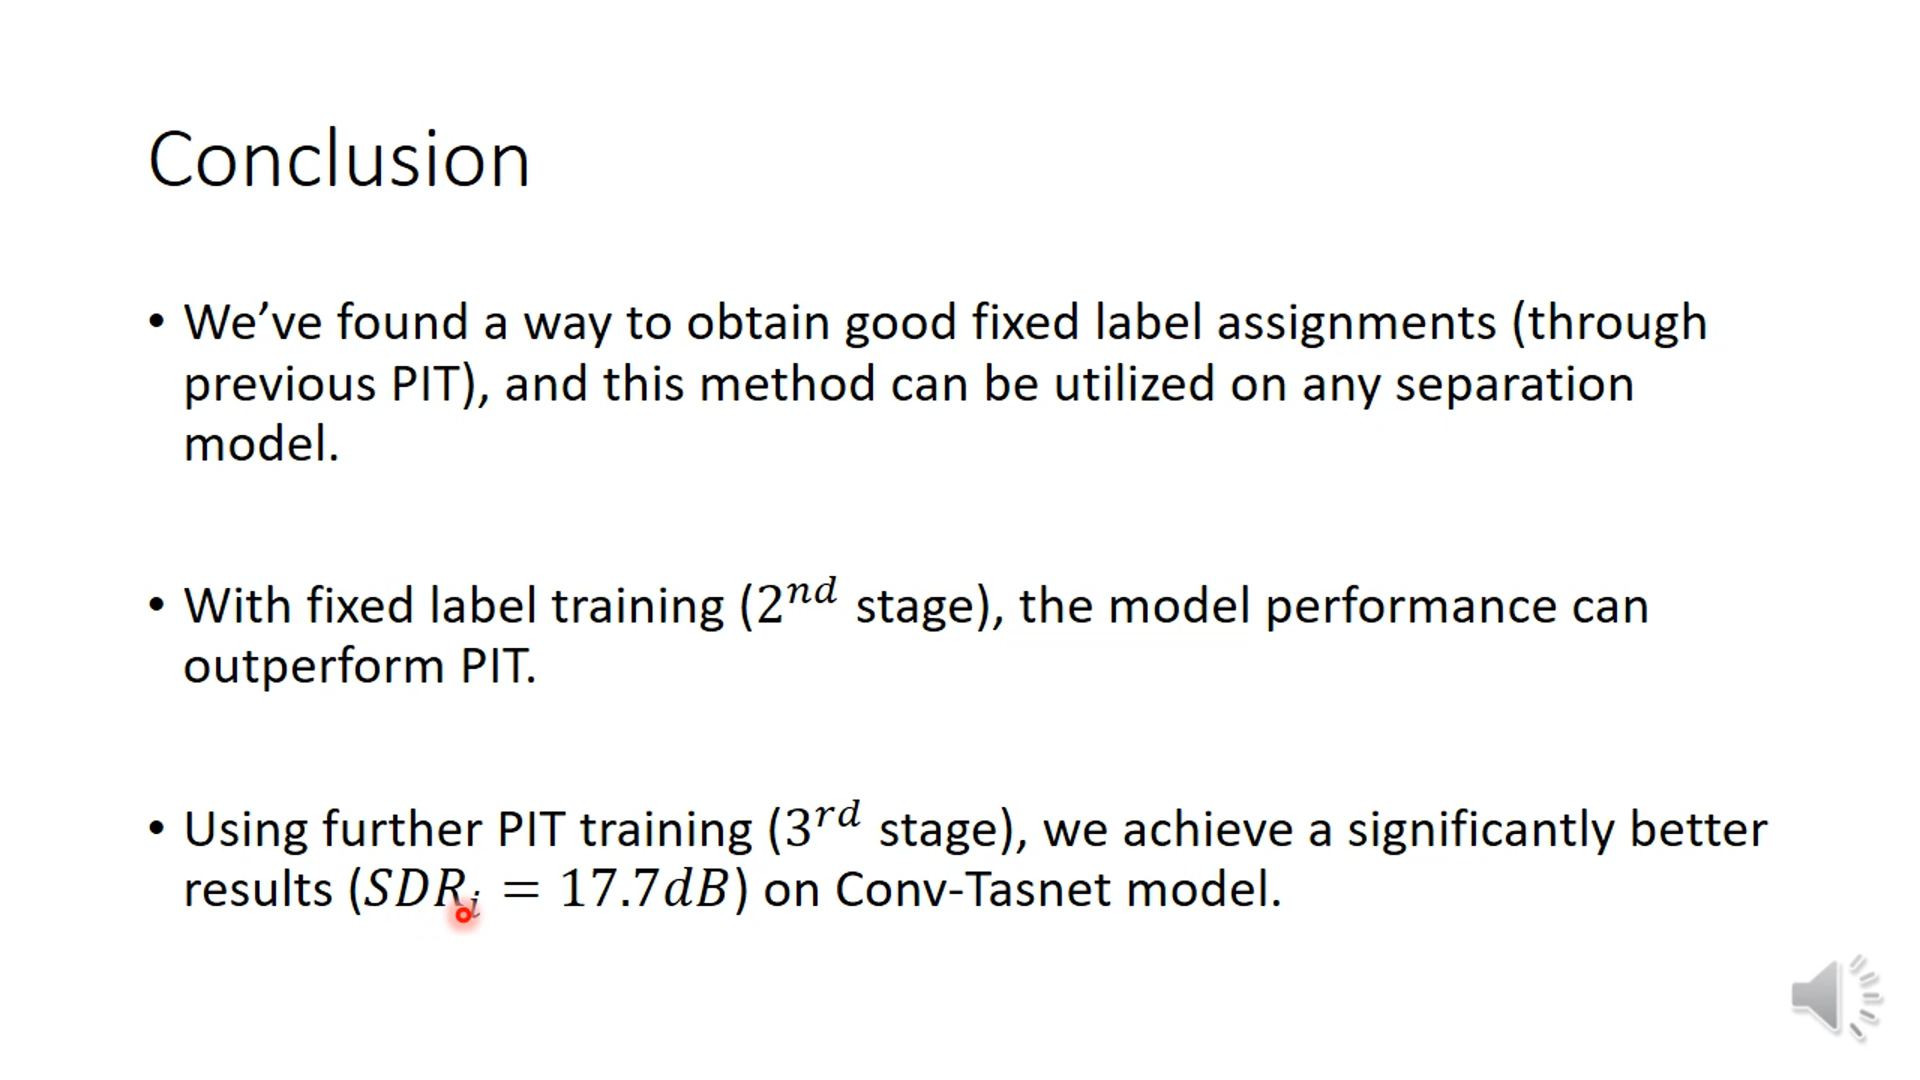 Conclusion
• We’ve found a way to obtain good fixed label assignments (through
previous PIT), and this method can be utilized on any separation
model.
• With fixed label training (2^{nd} stage), the model performance can
outperform PIT.
• Using further PIT training (3^{rd} stage), we achieve a significantly better
results (SDR_i = 17.7dB) on Conv-Tasnet model.